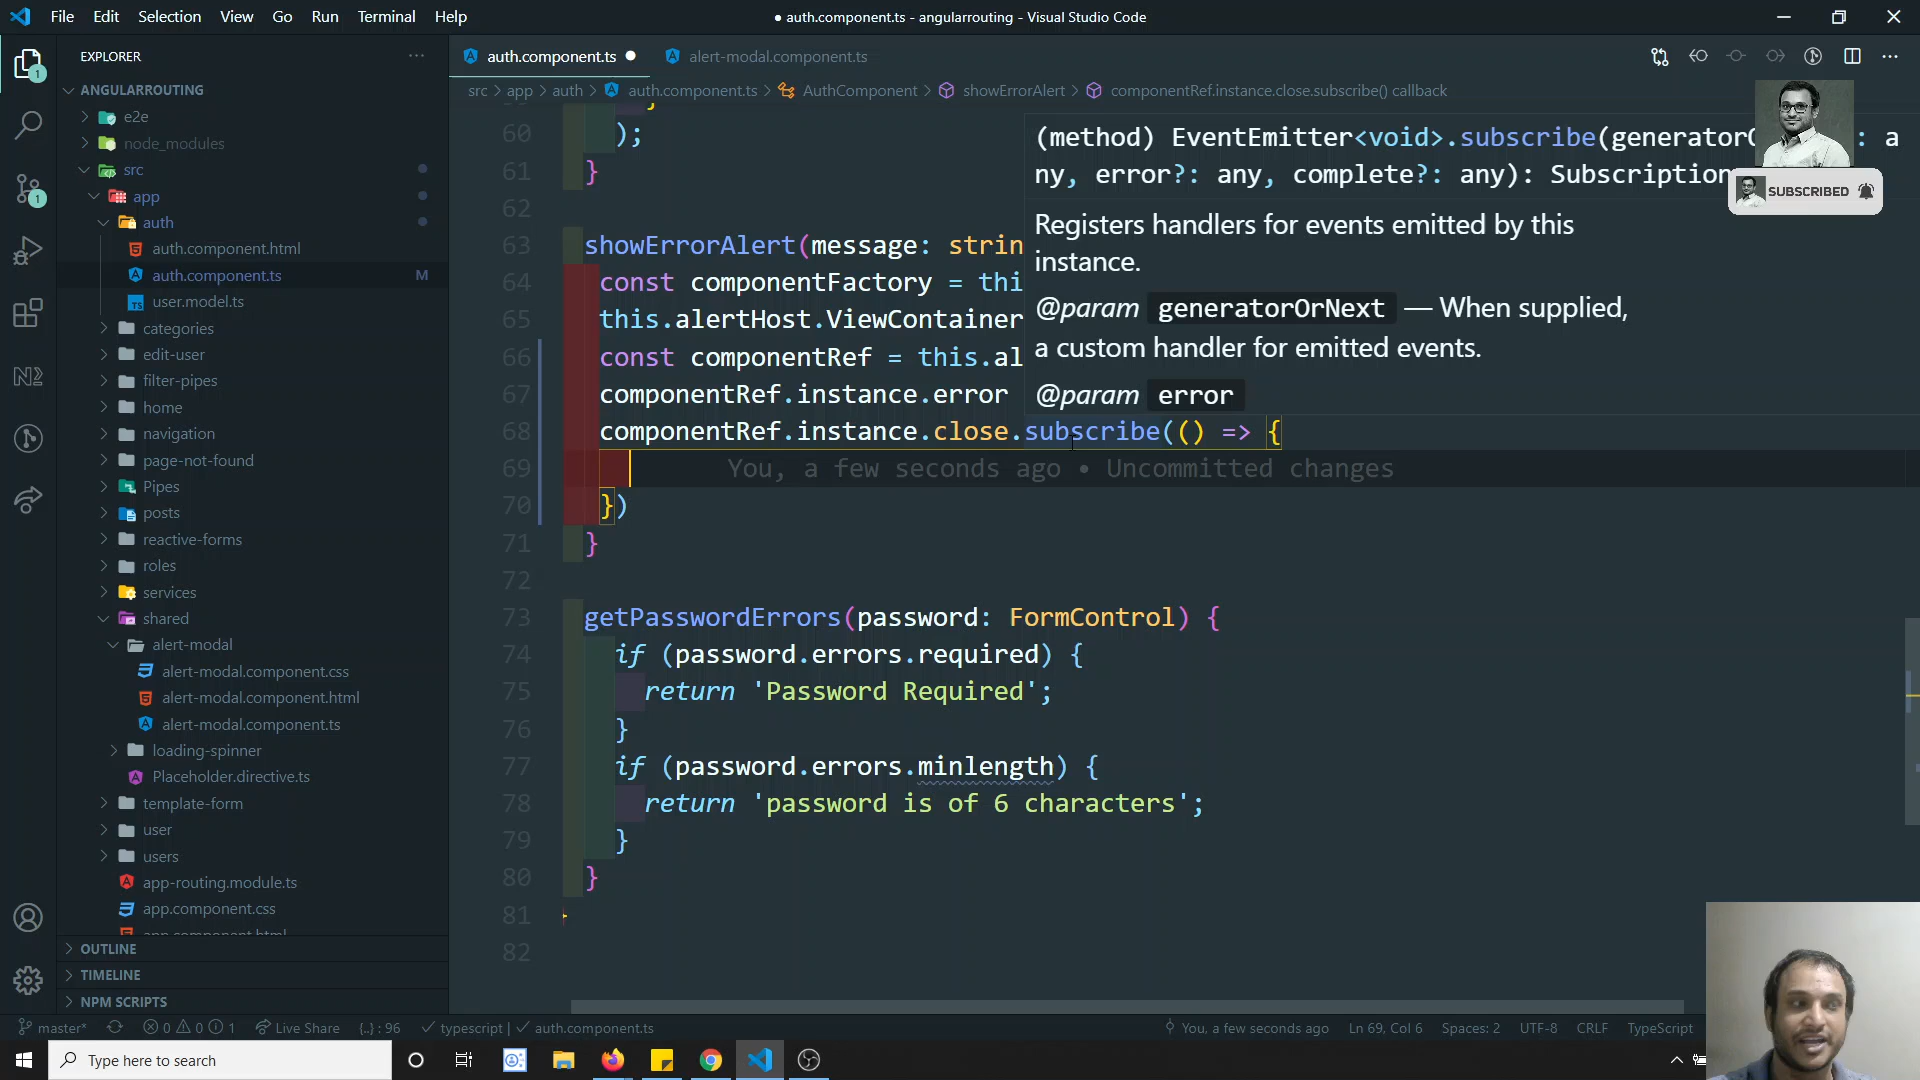 File Edit Selection View Go Run Terminal Help
● auth.component.ts - angularrouting - Visual Studio Code
EXPLORER
auth.component.ts
alert-modal.component.ts
src > app > auth > auth.component.ts > AuthComponent > showErrorAlert > componentRef.instance.close.subscribe() callback
ANGULARROUTING
e2e
node_modules
src
app
auth
auth.component.html
auth.component.ts M
user.model.ts
categories
edit-user
filter-pipes
home
navigation
page-not-found
Pipes
posts
reactive-forms
roles
services
shared
alert-modal
alert-modal.component.css
alert-modal.component.html
alert-modal.component.ts
loading-spinner
Placeholder.directive.ts
template-form
user
users
app-routing.module.ts
app.component.css
app.component.html
OUTLINE
TIMELINE
NPM SCRIPTS
60 );
61 }
62
63 showErrorAlert(message: strin
64 const componentFactory = thi
65 this.alertHost.ViewContainer
66 const componentRef = this.al
67 componentRef.instance.error
68 componentRef.instance.close.subscribe(() => {
69 You, a few seconds ago • Uncommitted changes
70 })
71 }
72
73 getPasswordErrors(password: FormControl) {
74 if (password.errors.required) {
75 return 'Password Required';
76 }
77 if (password.errors.minlength) {
78 return 'password is of 6 characters';
79 }
80 }
81 }
82
(method) EventEmitter<void>.subscribe(generatorO : a
ny, error?: any, complete?: any): Subscription
Registers handlers for events emitted by this
instance.
@param generatorOrNext — When supplied,
a custom handler for emitted events.
@param error
SUBSCRIBED
1
1
master* 0 0 1 Live Share {..} : 96 typescript | auth.component.ts
You, a few seconds ago Ln 69, Col 6 Spaces: 2 UTF-8 CRLF TypeScript
Type here to search